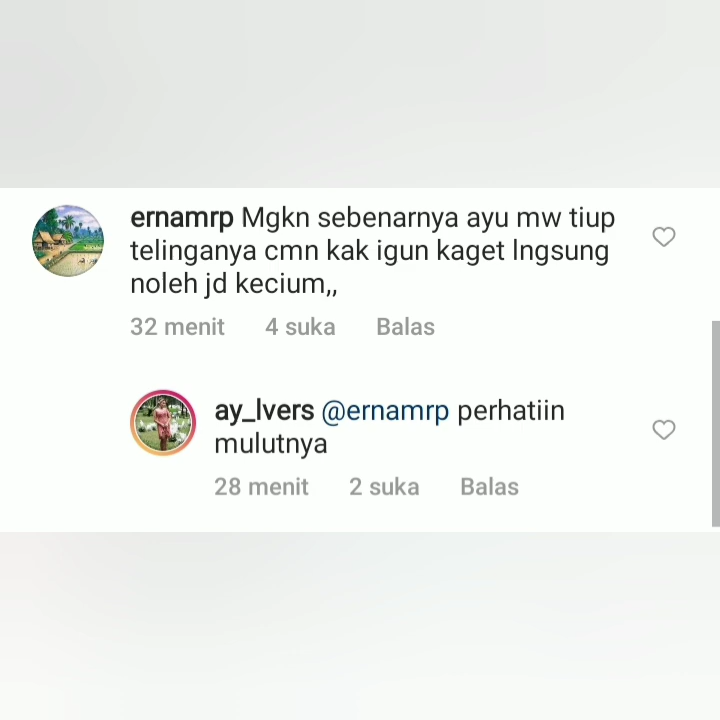 ernamrp Mgkn sebenarnya ayu mw tiup
telinganya cmn kak igun kaget lngsung
noleh jd kecium,,
32 menit 4 suka Balas
ay_lvers @ernamrp perhatiin
mulutnya
28 menit 2 suka Balas